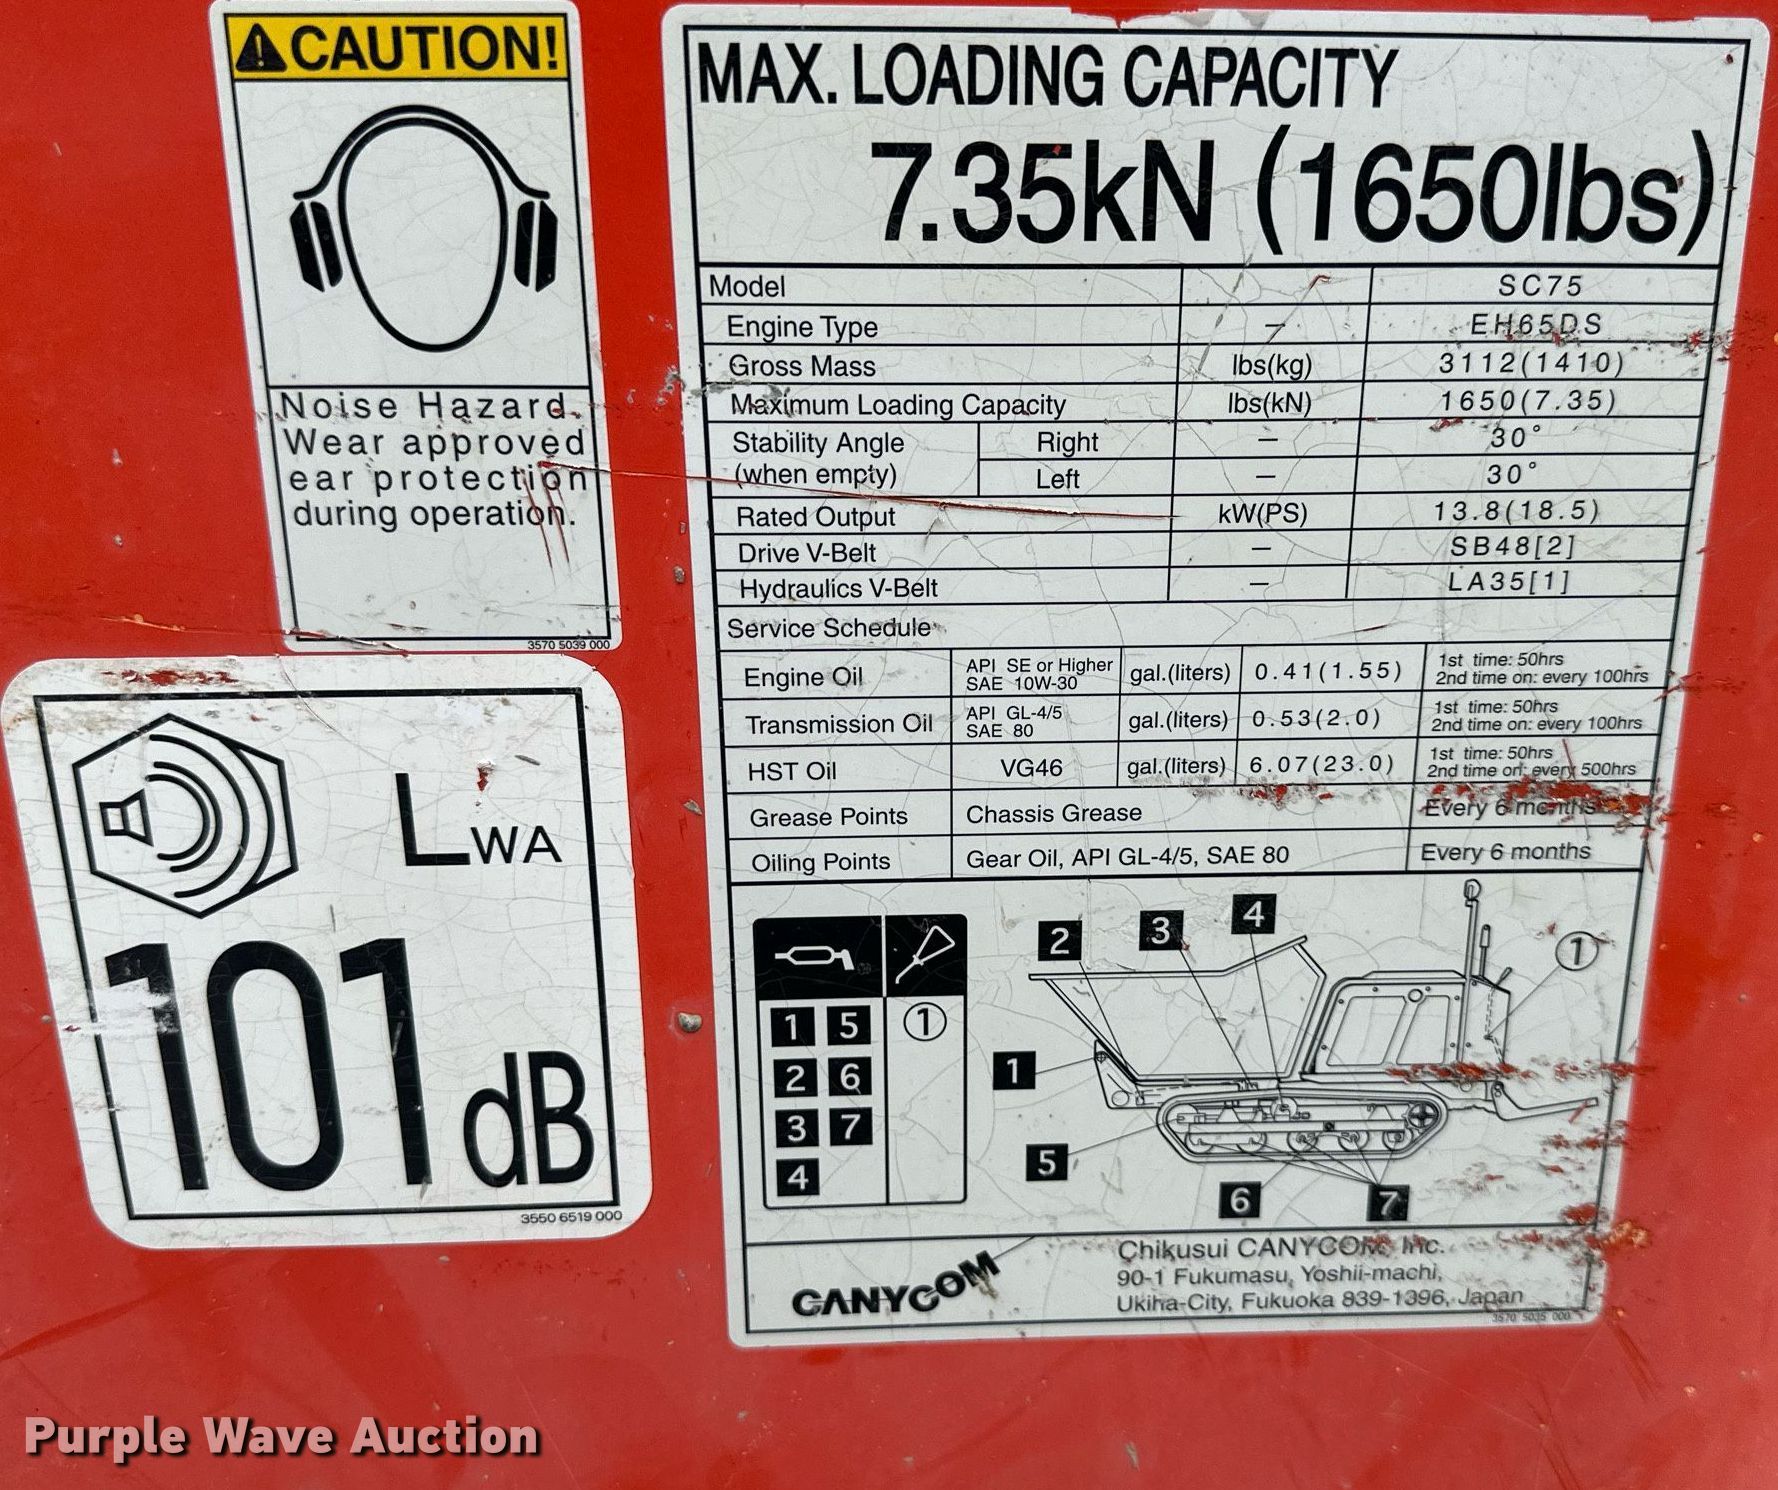 CAUTION!
Noise Hazard.
Wear approved
ear protection
during operation.
3570 5039 000
LWA
101dB
3550 6519 000
MAX. LOADING CAPACITY
7.35kN (1650lbs)
Model SC75
Engine Type – EH65DS
Gross Mass lbs(kg) 3112(1410)
Maximum Loading Capacity lbs(kN) 1650(7.35)
Stability Angle Right – 30°
(when empty) Left – 30°
Rated Output kW(PS) 13.8(18.5)
Drive V-Belt – SB48[2]
Hydraulics V-Belt – LA35[1]
Service Schedule
Engine Oil API SE or Higher SAE 10W-30 gal.(liters) 0.41(1.55) 1st time: 50hrs 2nd time on: every 100hrs
Transmission Oil API GL-4/5 SAE 80 gal.(liters) 0.53(2.0) 1st time: 50hrs 2nd time on: every 100hrs
HST Oil VG46 gal.(liters) 6.07(23.0) 1st time: 50hrs 2nd time on: every 500hrs
Grease Points Chassis Grease Every 6 months
Oiling Points Gear Oil, API GL-4/5, SAE 80 Every 6 months
2 3 4 ①
1 5 ①
2 6
3 7
4
1
5
6 7
CANYCOM
Chikusui CANYCOM, Inc.
90-1 Fukumasu, Yoshii-machi,
Ukiha-City, Fukuoka 839-1396, Japan
3570 5035 000
Purple Wave Auction